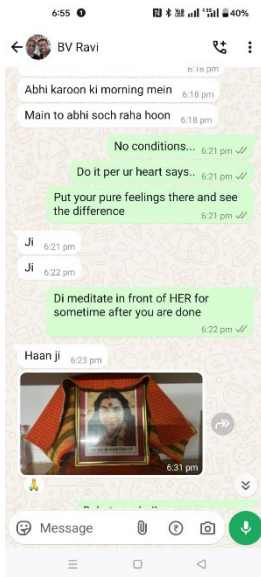 6:55
40%
BV Ravi
6:18 pm
Abhi karoon ki morning mein 6:18 pm
Main to abhi soch raha hoon 6:18 pm
No conditions... 6:21 pm
Do it per ur heart says.. 6:21 pm
Put your pure feelings there and see
the difference 6:21 pm
Ji 6:21 pm
Ji 6:22 pm
Di meditate in front of HER for
sometime after you are done
6:22 pm
Haan ji 6:23 pm
6:31 pm
Message